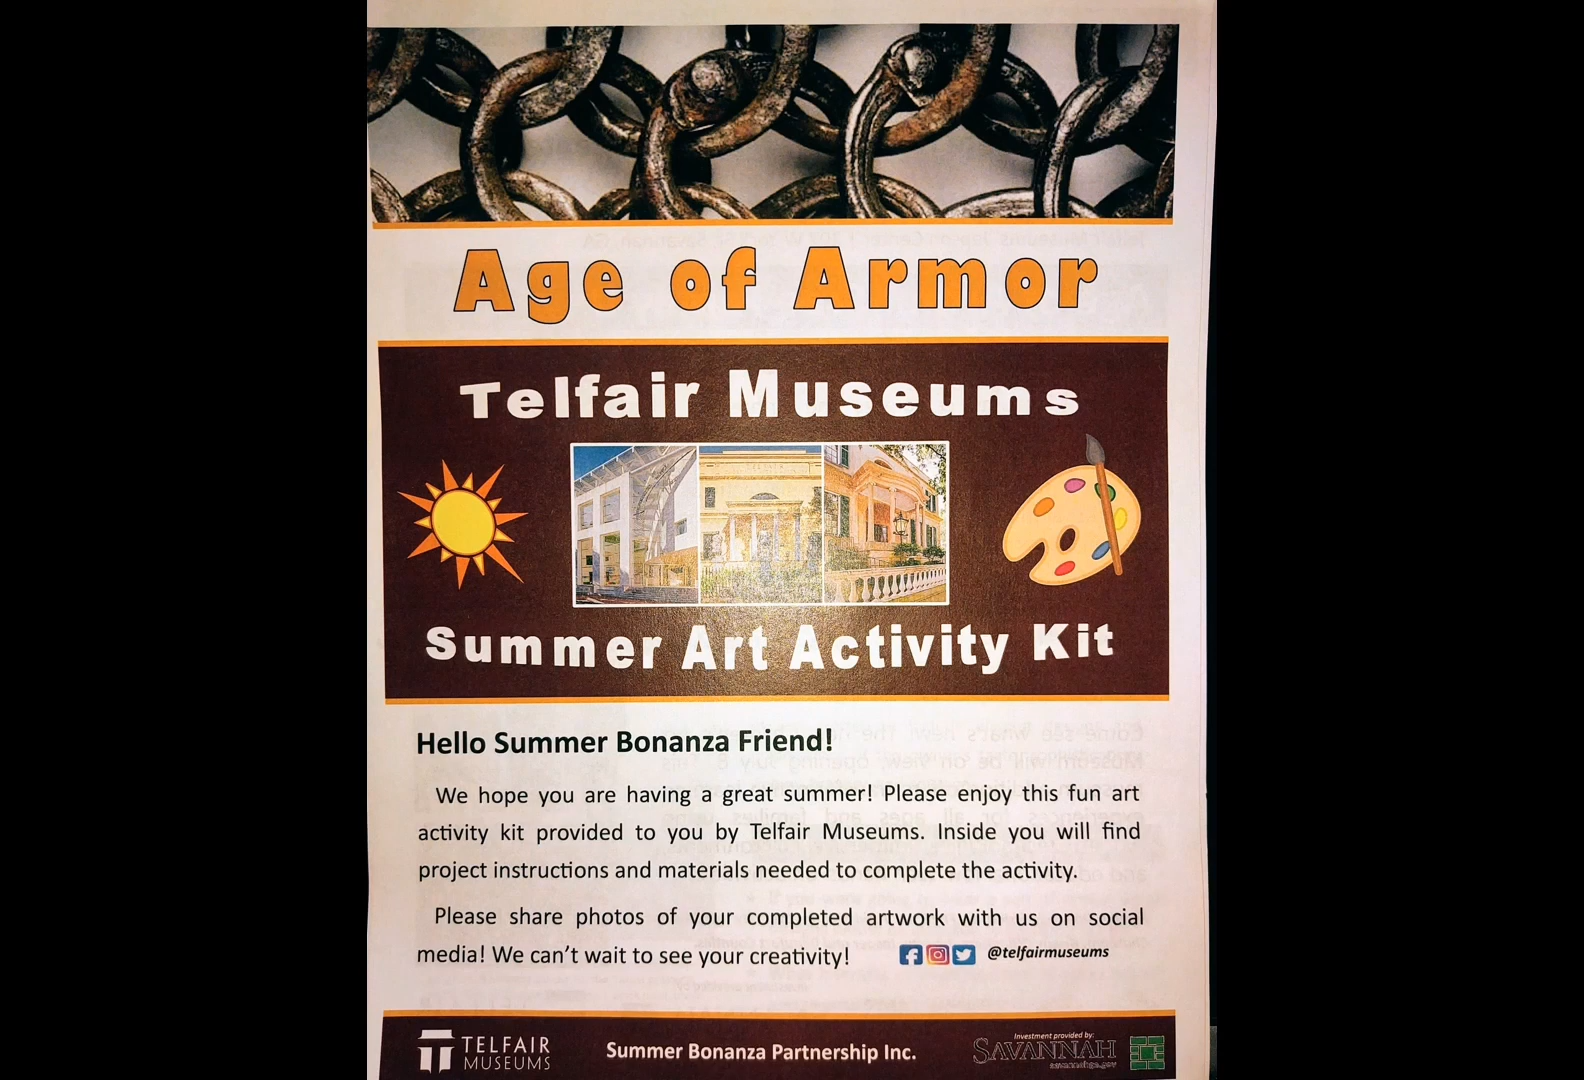 Age of Armor
Telfair Museums
Summer Art Activity Kit
Hello Summer Bonanza Friend!
We hope you are having a great summer! Please enjoy this fun art
activity kit provided to you by Telfair Museums. Inside you will find
project instructions and materials needed to complete the activity.
Please share photos of your completed artwork with us on social
media! We can't wait to see your creativity!
@telfairmuseums
TELFAIR
MUSEUMS
Summer Bonanza Partnership Inc.
Investment provided by:
SAVANNAH
savannahga.gov